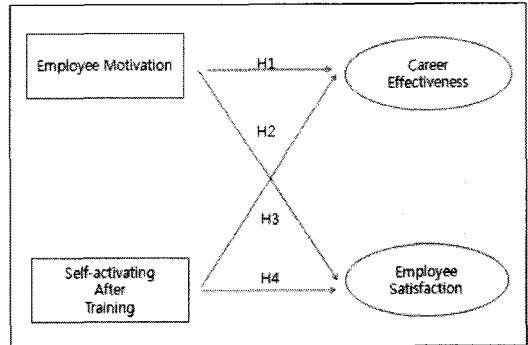 Employee Motivation
H1
Career
Effectiveness
H2
H3
Self-activating
After
Training
H4
Employee
Satisfaction